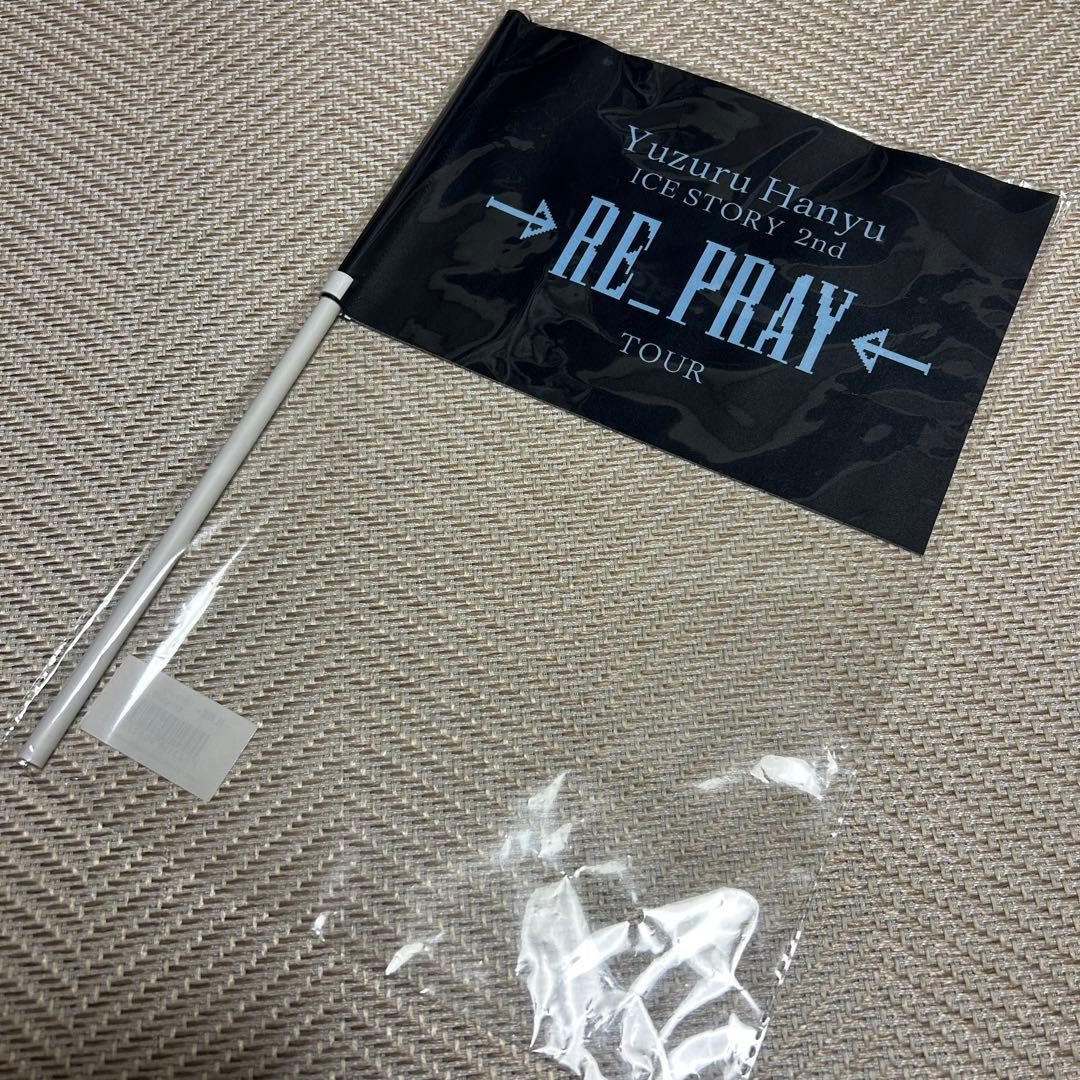 Yuzuru Hanyu
ICE STORY 2nd
RE_PRAY
TOUR